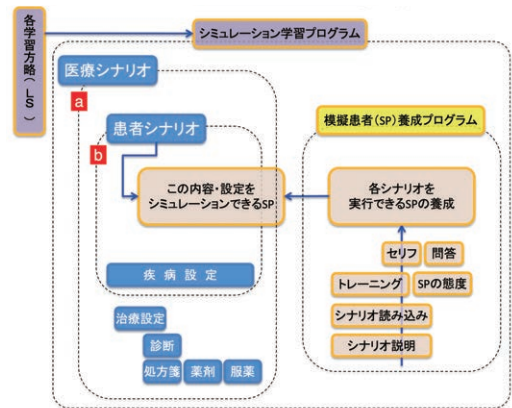 各学習方略(LS)
シミュレーション学習プログラム
医療シナリオ
a
患者シナリオ
b
模擬患者(SP)養成プログラム
この内容・設定を
シミュレーションできるSP
各シナリオを
実行できるSPの養成
セリフ
問答
トレーニング
SPの態度
シナリオ読み込み
シナリオ説明
疾病設定
治療設定
診断
処方箋
薬剤
服薬